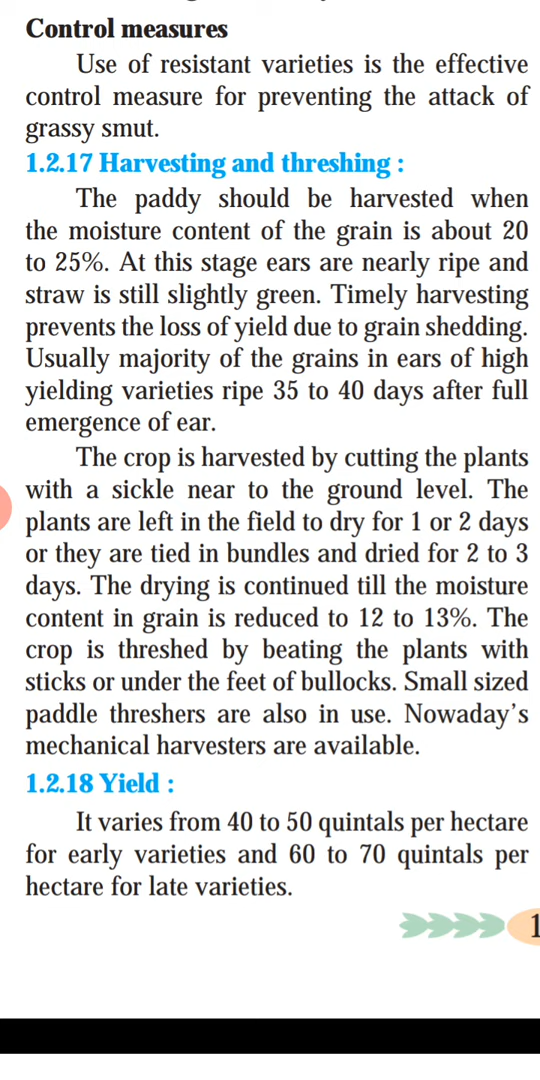 Control measures
Use of resistant varieties is the effective
control measure for preventing the attack of
grassy smut.
1.2.17 Harvesting and threshing :
The paddy should be harvested when
the moisture content of the grain is about 20
to 25%. At this stage ears are nearly ripe and
straw is still slightly green. Timely harvesting
prevents the loss of yield due to grain shedding.
Usually majority of the grains in ears of high
yielding varieties ripe 35 to 40 days after full
emergence of ear.
The crop is harvested by cutting the plants
with a sickle near to the ground level. The
plants are left in the field to dry for 1 or 2 days
or they are tied in bundles and dried for 2 to 3
days. The drying is continued till the moisture
content in grain is reduced to 12 to 13%. The
crop is threshed by beating the plants with
sticks or under the feet of bullocks. Small sized
paddle threshers are also in use. Nowaday's
mechanical harvesters are available.
1.2.18 Yield :
It varies from 40 to 50 quintals per hectare
for early varieties and 60 to 70 quintals per
hectare for late varieties.
1